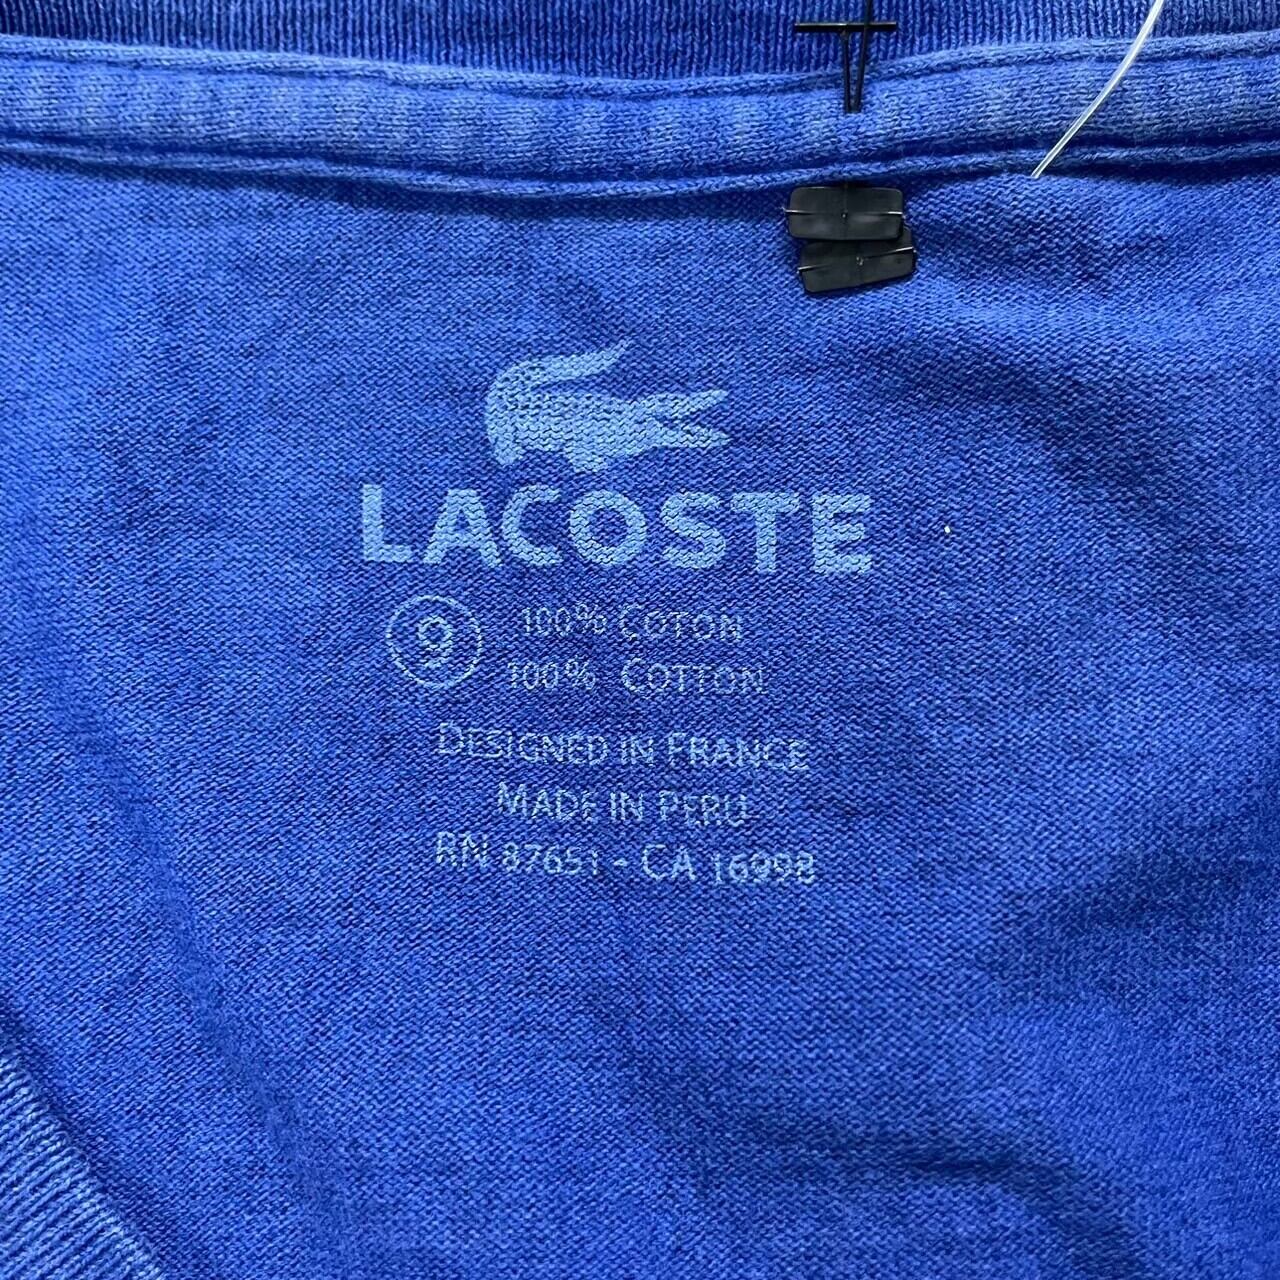 LACOSTE
9 100% COTON
100% COTTON
DESIGNED IN FRANCE
MADE IN PERU
RN 87651 - CA 16998